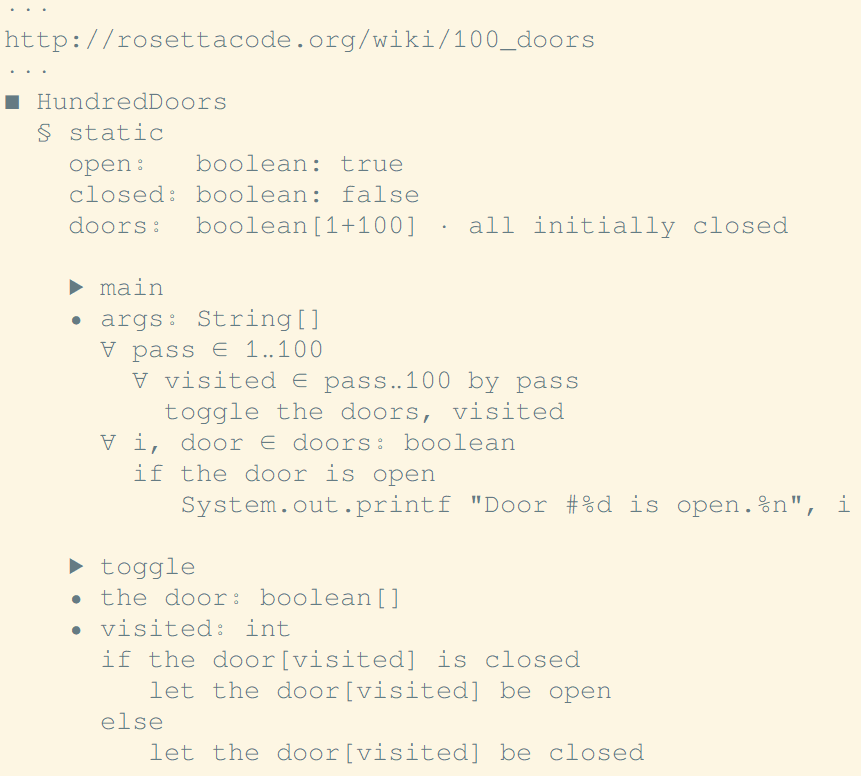 ···
http://rosettacode.org/wiki/100_doors
···
■ HundredDoors
  § static
    open:   boolean: true
    closed: boolean: false
    doors:  boolean[1+100] · all initially closed

    ▶ main
    • args: String[]
      ∀ pass ∈ 1‥100
        ∀ visited ∈ pass‥100 by pass
          toggle the doors, visited
      ∀ i, door ∈ doors: boolean
        if the door is open
           System.out.printf "Door #%d is open.%n", i

    ▶ toggle
    • the door: boolean[]
    • visited: int
      if the door[visited] is closed
         let the door[visited] be open
      else
         let the door[visited] be closed